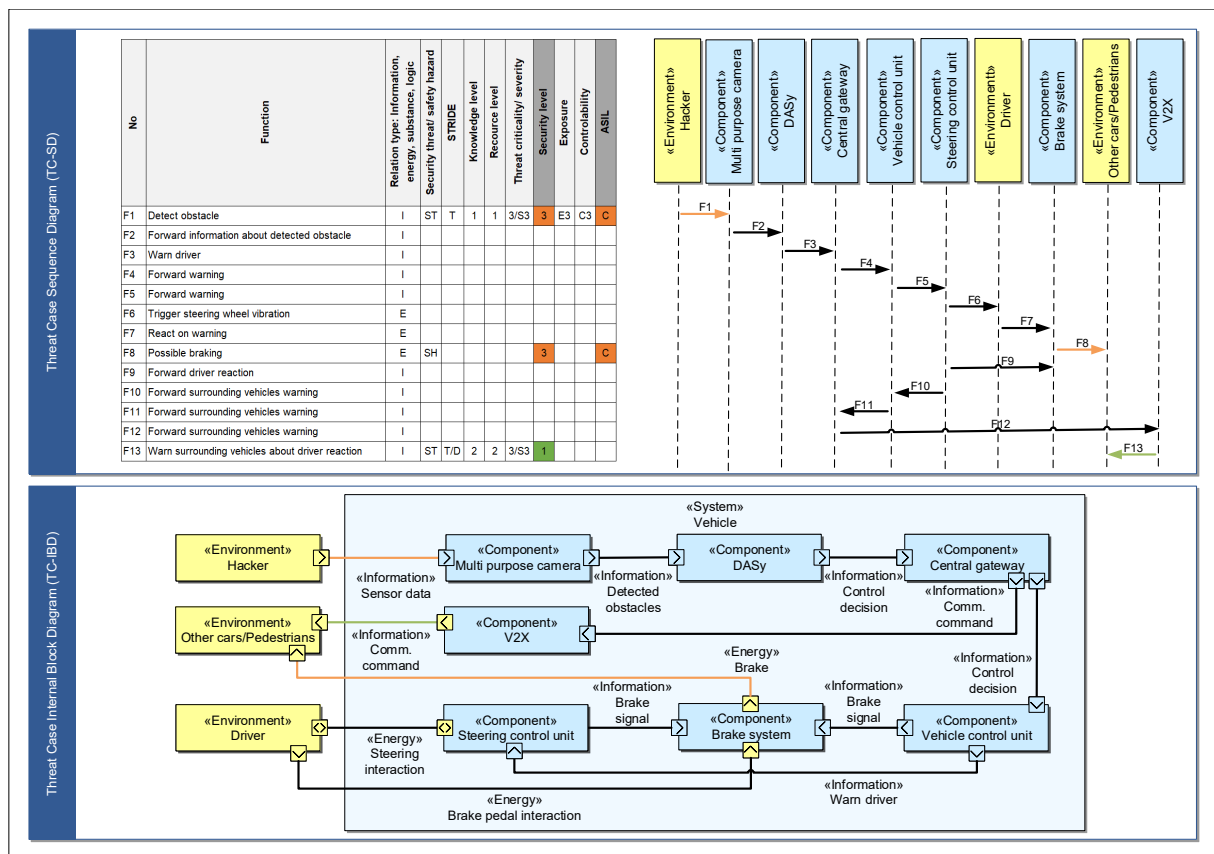 Threat Case Sequence Diagram (TC-SD)
No
Function
Relation type: Information,
energy, substance, logic
Security threat/ safety hazard
STRIDE
Knowledge level
Recource level
Threat criticality/ severity
Security level
Exposure
Controlability
ASIL
F1 Detect obstacle I ST T 1 1 3/S3 3 E3 C3 C
F2 Forward information about detected obstacle I
F3 Warn driver I
F4 Forward warning I
F5 Forward warning I
F6 Trigger steering wheel vibration E
F7 React on warning E
F8 Possible braking E SH 3 C
F9 Forward driver reaction I
F10 Forward surrounding vehicles warning I
F11 Forward surrounding vehicles warning I
F12 Forward surrounding vehicles warning I
F13 Warn surrounding vehicles about driver reaction I ST T/D 2 2 3/S3 1
«Environment»
Hacker
«Component»
Multi purpose camera
«Component»
DASy
«Component»
Central gateway
«Component»
Vehicle control unit
«Component»
Steering control unit
«Environmentt»
Driver
«Component»
Brake system
«Environment»
Other cars/Pedestrians
«Component»
V2X
F1
F2
F3
F4
F5
F6
F7
F8
F9
F10
F11
F12
F13
Threat Case Internal Block Diagram (TC-IBD)
«System»
Vehicle
«Environment»
Hacker
«Information»
Sensor data
«Component»
Multi purpose camera
«Information»
Detected
obstacles
«Component»
DASy
«Information»
Control
decision
«Component»
Central gateway
«Information»
Comm.
command
«Environment»
Other cars/Pedestrians
«Information»
Comm.
command
«Component»
V2X
«Energy»
Brake
«Information»
Control
decision
«Environment»
Driver
«Energy»
Steering
interaction
«Component»
Steering control unit
«Information»
Brake
signal
«Component»
Brake system
«Information»
Brake
signal
«Component»
Vehicle control unit
«Energy»
Brake pedal interaction
«Information»
Warn driver